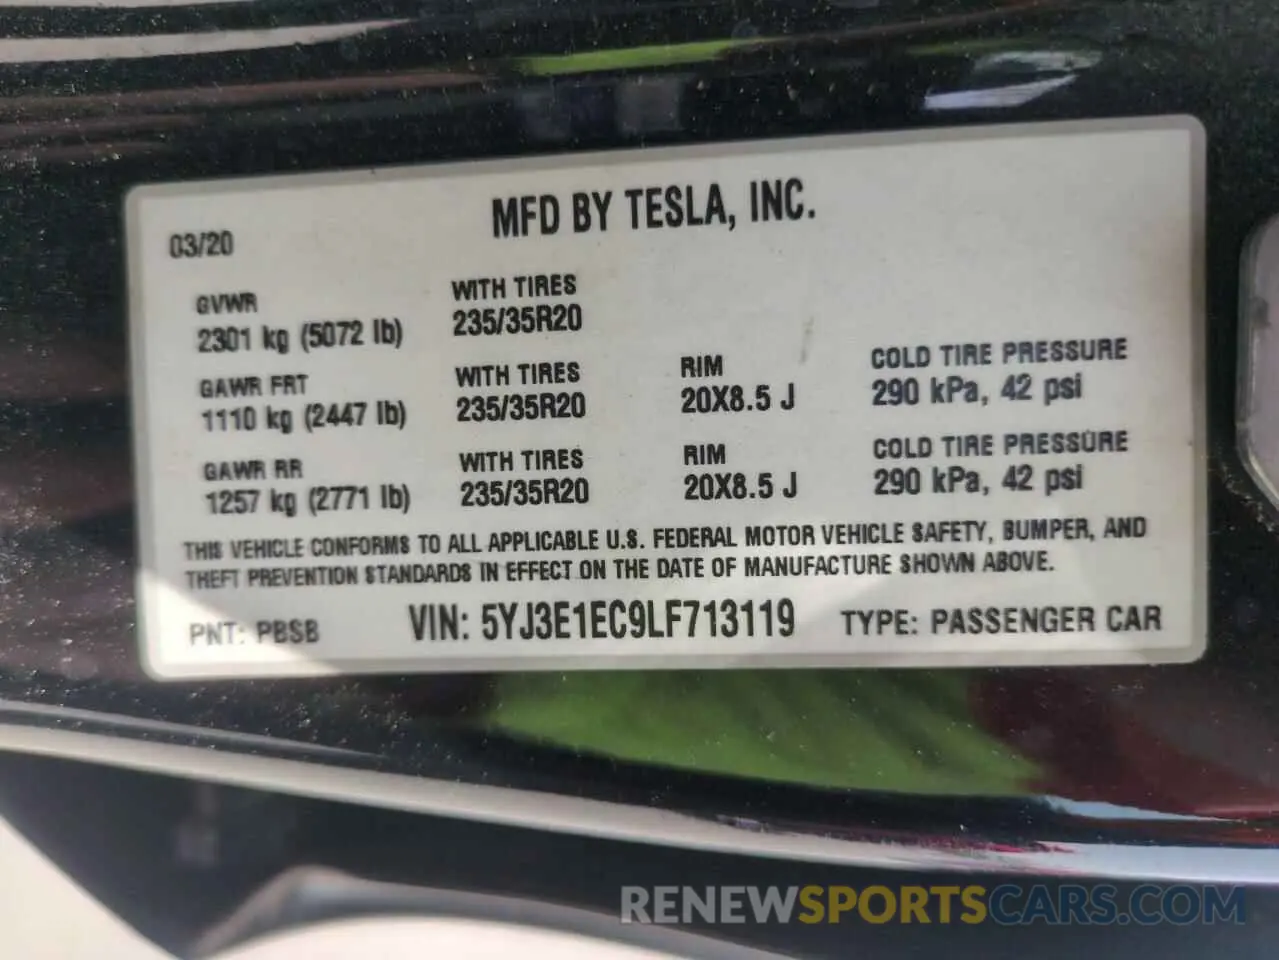 MFD BY TESLA, INC.
03/20
GVWR WITH TIRES
2301 kg (5072 lb) 235/35R20
GAWR FRT WITH TIRES RIM COLD TIRE PRESSURE
1110 kg (2447 lb) 235/35R20 20X8.5 J 290 kPa, 42 psi
GAWR RR WITH TIRES RIM COLD TIRE PRESSURE
1257 kg (2771 lb) 235/35R20 20X8.5 J 290 kPa, 42 psi
THIS VEHICLE CONFORMS TO ALL APPLICABLE U.S. FEDERAL MOTOR VEHICLE SAFETY, BUMPER, AND
THEFT PREVENTION STANDARDS IN EFFECT ON THE DATE OF MANUFACTURE SHOWN ABOVE.
PNT: PBSB VIN: 5YJ3E1EC9LF713119 TYPE: PASSENGER CAR
RENEWSPORTSCARS.COM